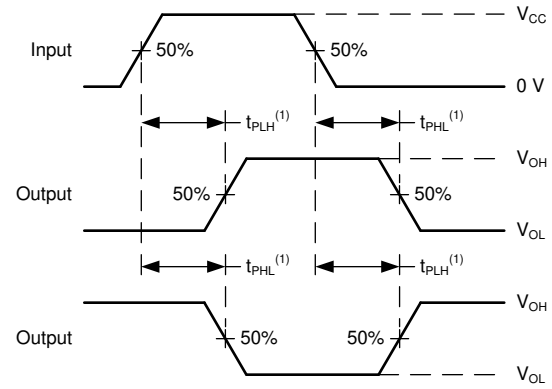 V_CC
Input 50% 50%
0 V
t_PLH^(1) t_PHL^(1)
V_OH
Output 50% 50%
V_OL
t_PHL^(1) t_PLH^(1)
V_OH
Output 50% 50%
V_OL